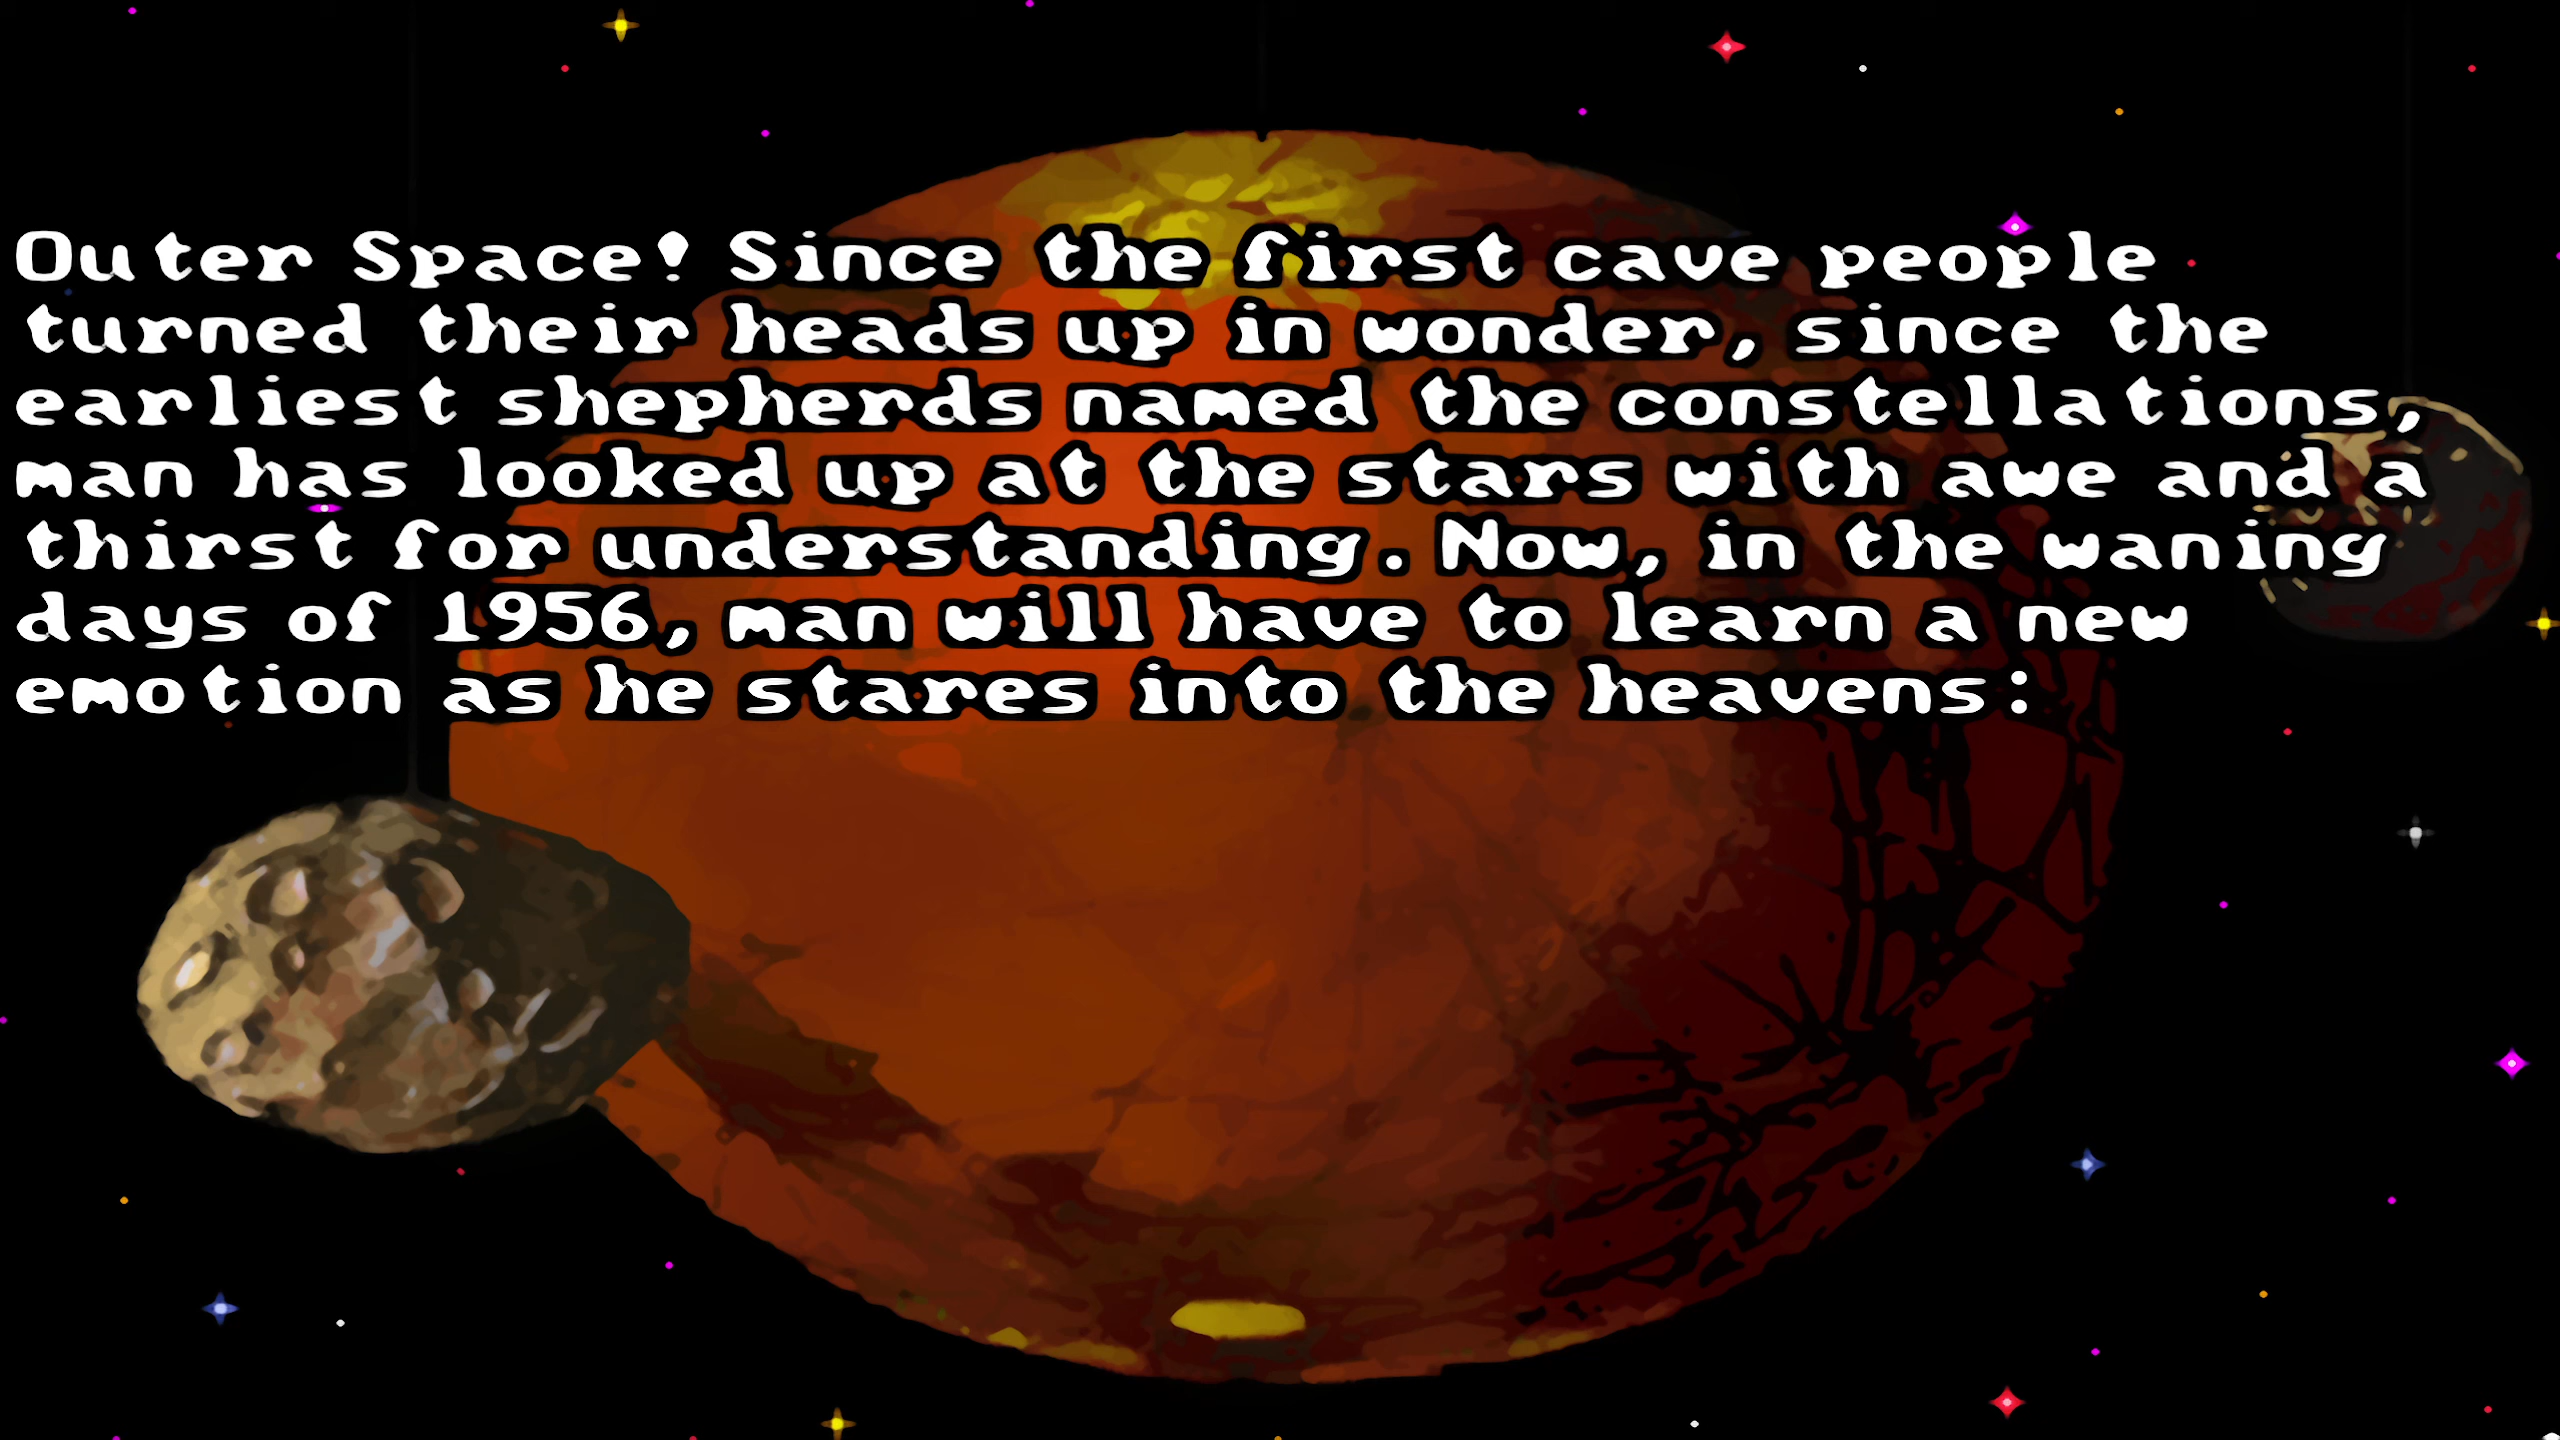 Outer Space! Since the first cave people
turned their heads up in wonder, since the
earliest shepherds named the constellations,
man has looked up at the stars with awe and a
thirst for understanding. Now, in the waning
days of 1956, man will have to learn a new
emotion as he stares into the heavens: